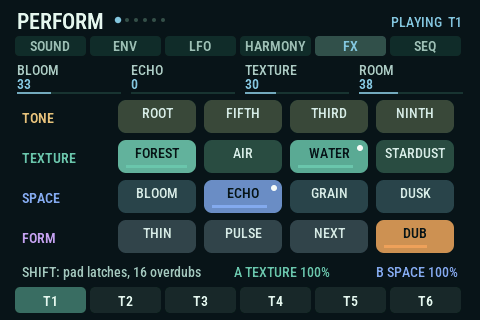 PERFORM PLAYING T1
SOUND ENV LFO HARMONY FX SEQ
BLOOM ECHO TEXTURE ROOM
33 0 30 38
TONE ROOT FIFTH THIRD NINTH
TEXTURE FOREST AIR WATER STARDUST
SPACE BLOOM ECHO GRAIN DUSK
FORM THIN PULSE NEXT DUB
SHIFT: pad latches, 16 overdubs A TEXTURE 100% B SPACE 100%
T1 T2 T3 T4 T5 T6